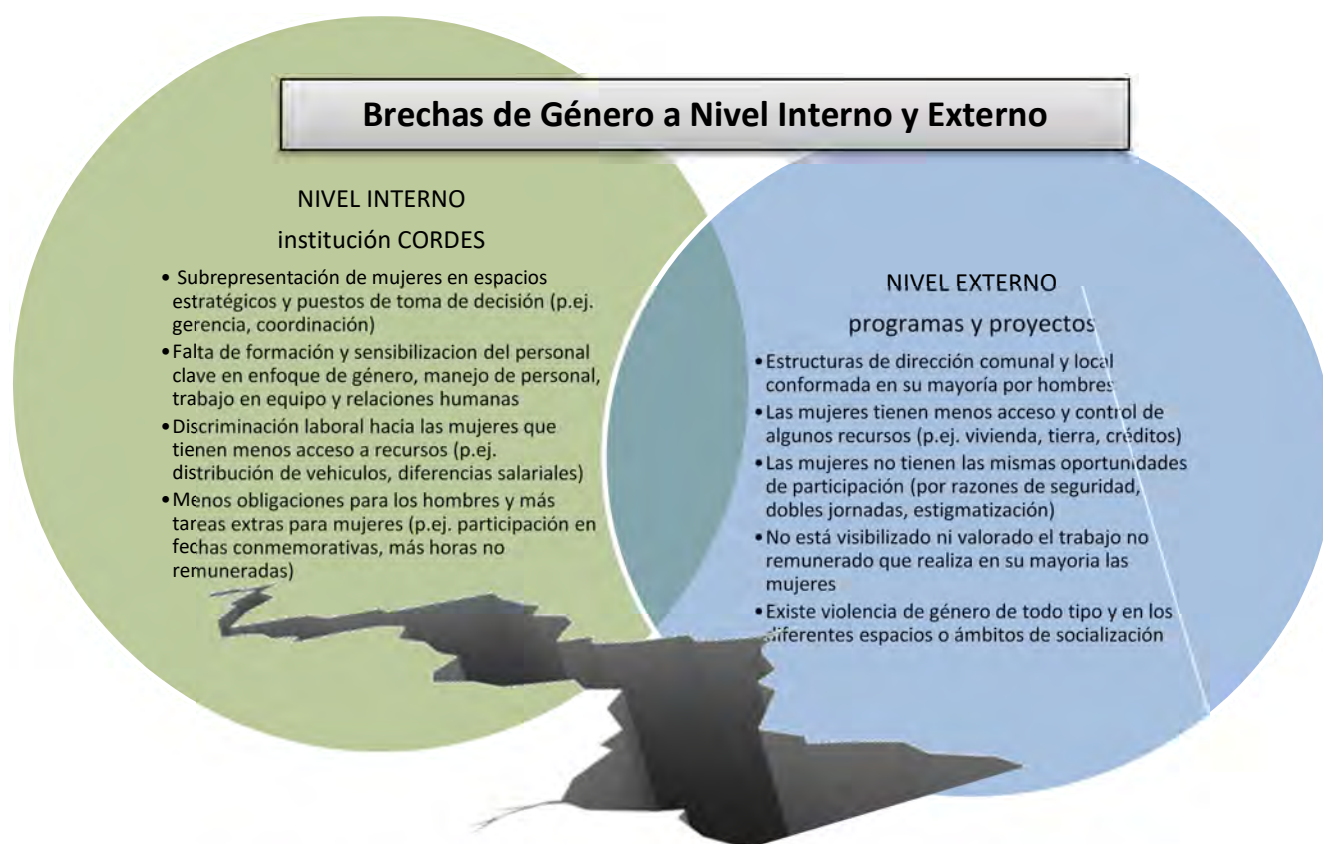 Brechas de Género a Nivel Interno y Externo
NIVEL INTERNO
institución CORDES
• Subrepresentación de mujeres en espacios
estratégicos y puestos de toma de decisión (p.ej.
gerencia, coordinación)
•Falta de formación y sensibilizacion del personal
clave en enfoque de género, manejo de personal,
trabajo en equipo y relaciones humanas
•Discriminación laboral hacia las mujeres que
tienen menos acceso a recursos (p.ej.
distribución de vehiculos, diferencias salariales)
•Menos obligaciones para los hombres y más
tareas extras para mujeres (p.ej. participación en
fechas conmemorativas, más horas no
remuneradas)
NIVEL EXTERNO
programas y proyectos
•Estructuras de dirección comunal y local
conformada en su mayoría por hombres
•Las mujeres tienen menos acceso y control de
algunos recursos (p.ej. vivienda, tierra, créditos)
•Las mujeres no tienen las mismas oportunidades
de participación (por razones de seguridad,
dobles jornadas, estigmatización)
•No está visibilizado ni valorado el trabajo no
remunerado que realiza en su mayoria las
mujeres
•Existe violencia de género de todo tipo y en los
diferentes espacios o ámbitos de socialización